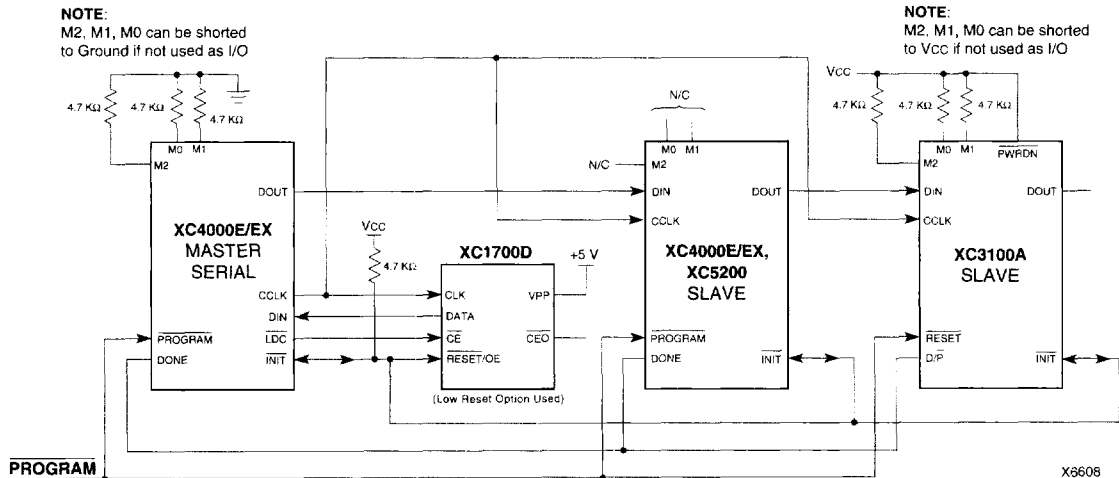 NOTE:
M2, M1, M0 can be shorted
to Ground if not used as I/O
NOTE:
M2, M1, M0 can be shorted
to Vcc if not used as I/O
4.7 KΩ
4.7 KΩ
4.7 KΩ
M0 M1
M2
DOUT
XC4000E/EX
MASTER
SERIAL
CCLK
DIN
LDC
INIT
PROGRAM
DONE
Vcc
4.7 KΩ
XC1700D
+5 V
CLK
VPP
DATA
CE
CEO
RESET/OE
(Low Reset Option Used)
N/C
M0 M1
N/C
M2
DIN
DOUT
CCLK
XC4000E/EX,
XC5200
SLAVE
PROGRAM
DONE
INIT
Vcc
4.7 KΩ
4.7 KΩ
4.7 KΩ
M0 M1
PWRDN
M2
DIN
DOUT
CCLK
XC3100A
SLAVE
RESET
D/P
INIT
PROGRAM
X6608